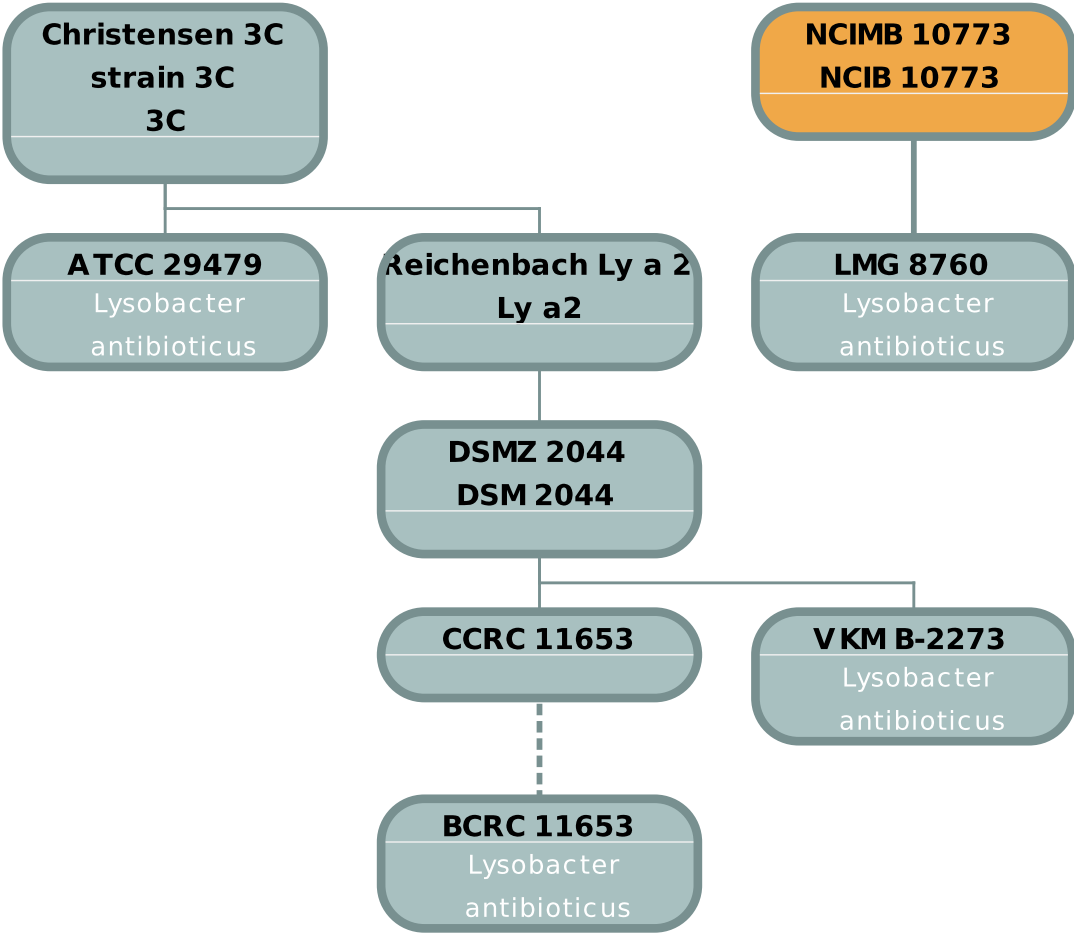 Christensen 3C
strain 3C
3C
NCIMB 10773
NCIB 10773
ATCC 29479
Lysobacter
antibioticus
Reichenbach Ly a 2
Ly a2
LMG 8760
Lysobacter
antibioticus
DSMZ 2044
DSM 2044
CCRC 11653
VKM B-2273
Lysobacter
antibioticus
BCRC 11653
Lysobacter
antibioticus